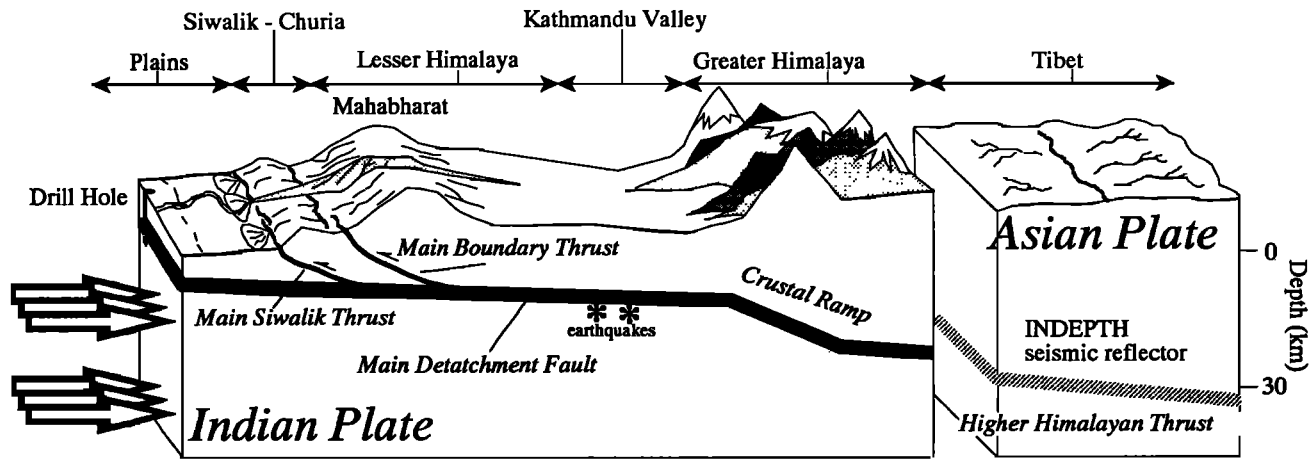 Siwalik - Churia
Kathmandu Valley
Plains
Lesser Himalaya
Greater Himalaya
Tibet
Mahabharat
Drill Hole
Asian Plate
Main Boundary Thrust
0
Crustal Ramp
Depth (km)
Main Siwalik Thrust
earthquakes
INDEPTH
seismic reflector
Main Detatchment Fault
30
Indian Plate
Higher Himalayan Thrust